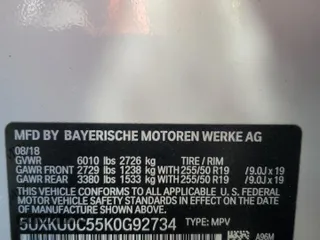 MFD BY BAYERISCHE MOTOREN WERKE AG
08/18
GVWR 6010 lbs 2726 kg TIRE / RIM
GAWR FRONT 2729 lbs 1238 kg 255/50 R19 /9.0J x 19
GAWR REAR 3380 lbs 1533 kg 255/50 R19 /9.0J x 19
THIS VEHICLE CONFORMS TO ALL APPLICABLE U.S. FEDERAL
MOTOR VEHICLE SAFETY STANDARDS IN EFFECT ON THE
DATE OF MANUFACTURE SHOWN ABOVE.
5UXKU0C55K0G92734 TYPE: MPV
A96M